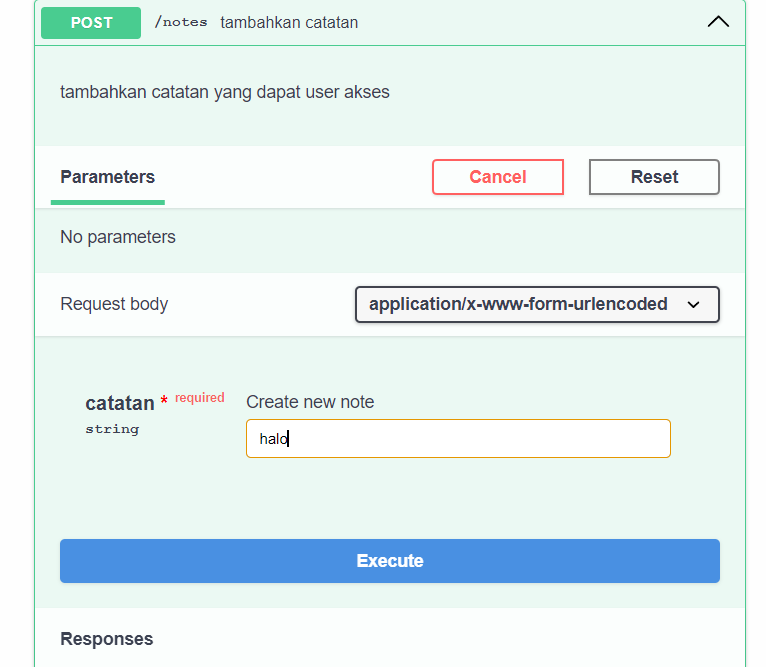 POST /notes tambahkan catatan
tambahkan catatan yang dapat user akses
Parameters Cancel Reset
No parameters
Request body application/x-www-form-urlencoded
catatan * required Create new note
string halo
Execute
Responses